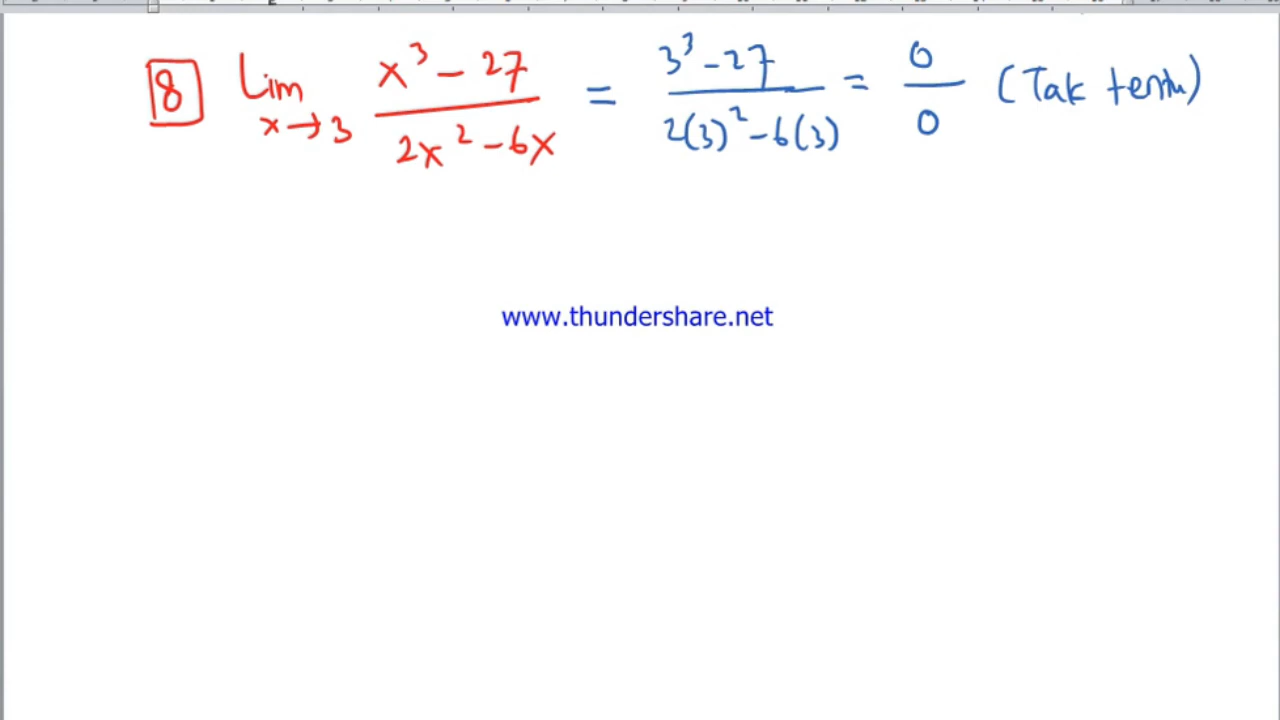 8 Lim x→3 (x³ - 27)/(2x² - 6x) = (3³ - 27)/(2(3)² - 6(3)) = 0/0 (Tak tentu)
www.thundershare.net